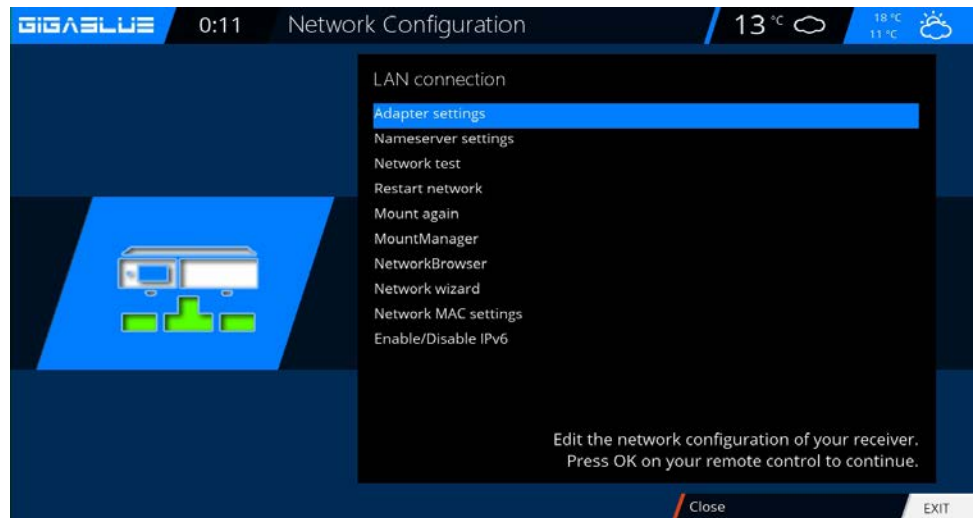 GIGABLUE 0:11 Network Configuration 13 °C 18 °C
11 °C
LAN connection
Adapter settings
Nameserver settings
Network test
Restart network
Mount again
MountManager
NetworkBrowser
Network wizard
Network MAC settings
Enable/Disable IPv6
Edit the network configuration of your receiver.
Press OK on your remote control to continue.
Close EXIT